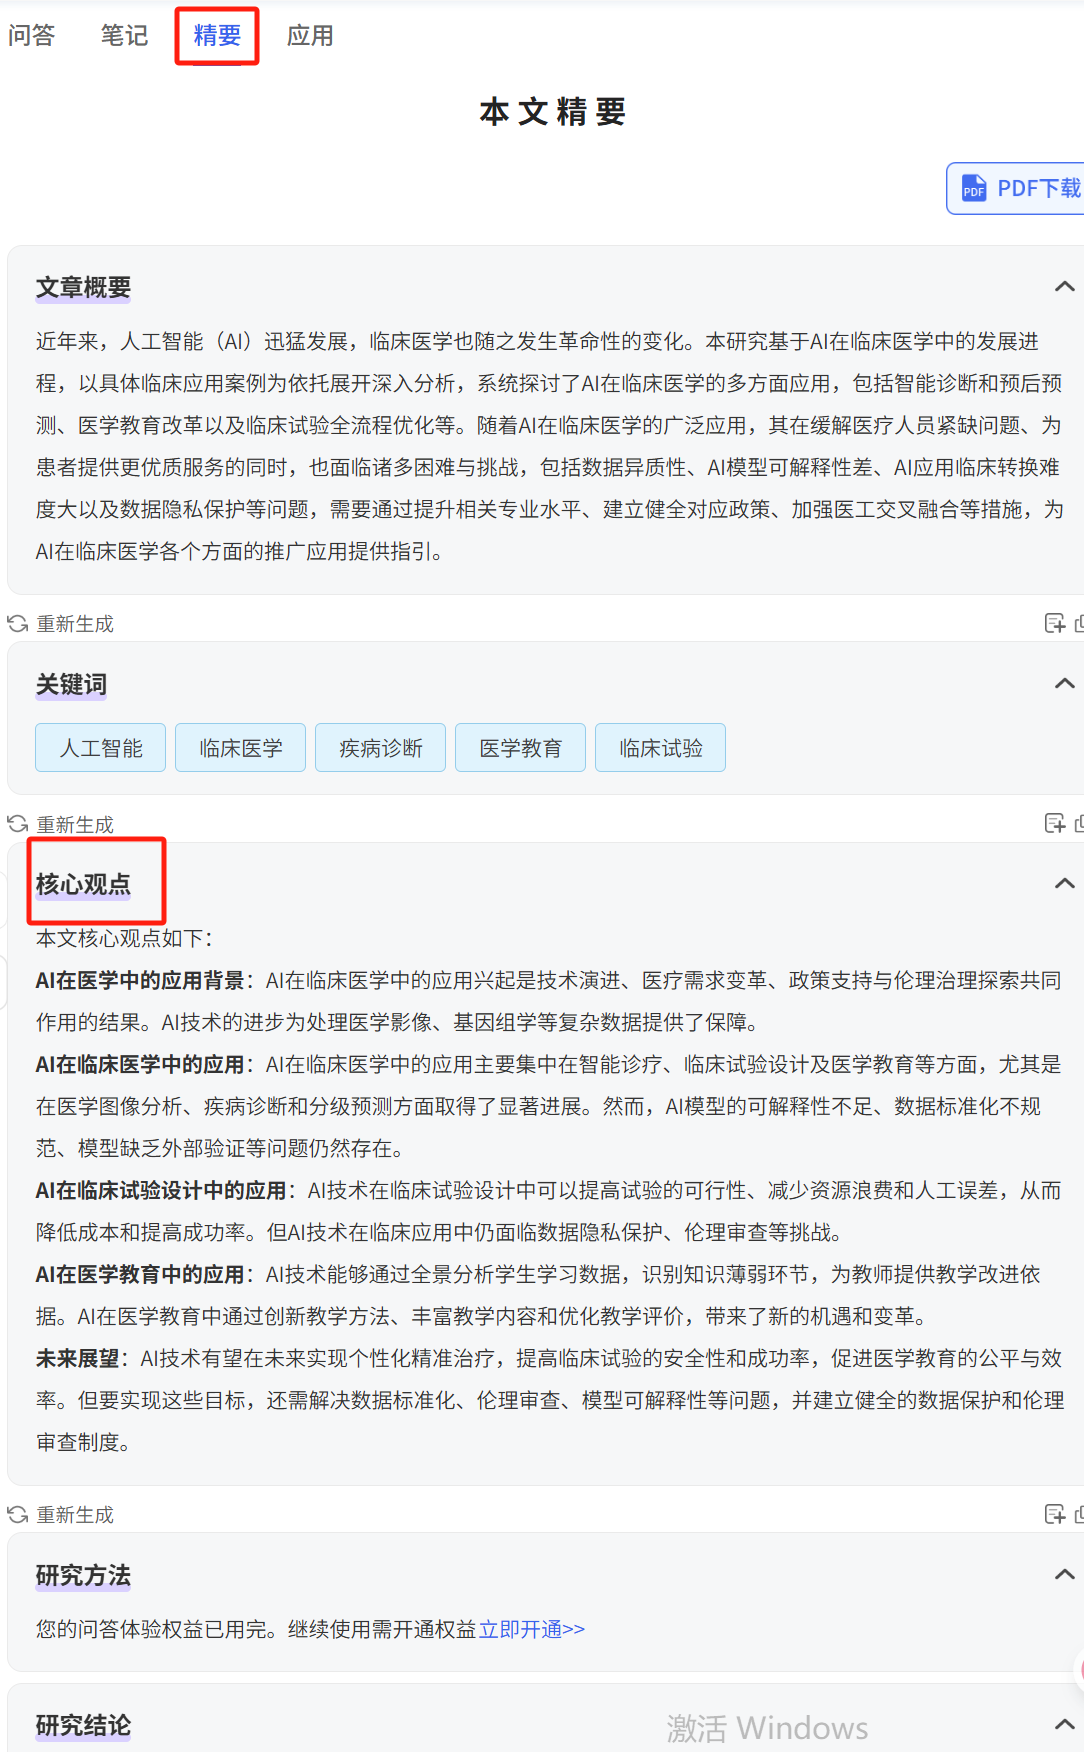 问答 笔记 精要 应用
本文精要
PDF PDF下载
文章概要
近年来，人工智能（AI）迅猛发展，临床医学也随之发生革命性的变化。本研究基于AI在临床医学中的发展进
程，以具体临床应用案例为依托展开深入分析，系统探讨了AI在临床医学的多方面应用，包括智能诊断和预后预
测、医学教育改革以及临床试验全流程优化等。随着AI在临床医学的广泛应用，其在缓解医疗人员紧缺问题、为
患者提供更优质服务的同时，也面临诸多困难与挑战，包括数据异质性、AI模型可解释性差、AI应用临床转换难
度大以及数据隐私保护等问题，需要通过提升相关专业水平、建立健全对应政策、加强医工交叉融合等措施，为
AI在临床医学各个方面的推广应用提供指引。
重新生成
关键词
人工智能 临床医学 疾病诊断 医学教育 临床试验
重新生成
核心观点
本文核心观点如下：
AI在医学中的应用背景：AI在临床医学中的应用兴起是技术演进、医疗需求变革、政策支持与伦理治理探索共同
作用的结果。AI技术的进步为处理医学影像、基因组学等复杂数据提供了保障。
AI在临床医学中的应用：AI在临床医学中的应用主要集中在智能诊疗、临床试验设计及医学教育等方面，尤其是
在医学图像分析、疾病诊断和分级预测方面取得了显著进展。然而，AI模型的可解释性不足、数据标准化不规
范、模型缺乏外部验证等问题仍然存在。
AI在临床试验设计中的应用：AI技术在临床试验设计中可以提高试验的可行性、减少资源浪费和人工误差，从而
降低成本和提高成功率。但AI技术在临床应用中仍面临数据隐私保护、伦理审查等挑战。
AI在医学教育中的应用：AI技术能够通过全景分析学生学习数据，识别知识薄弱环节，为教师提供教学改进依
据。AI在医学教育中通过创新教学方法、丰富教学内容和优化教学评价，带来了新的机遇和变革。
未来展望：AI技术有望在未来实现个性化精准治疗，提高临床试验的安全性和成功率，促进医学教育的公平与效
率。但要实现这些目标，还需解决数据标准化、伦理审查、模型可解释性等问题，并建立健全的数据保护和伦理
审查制度。
重新生成
研究方法
您的问答体验权益已用完。继续使用需开通权益立即开通>>
研究结论
激活 Windows